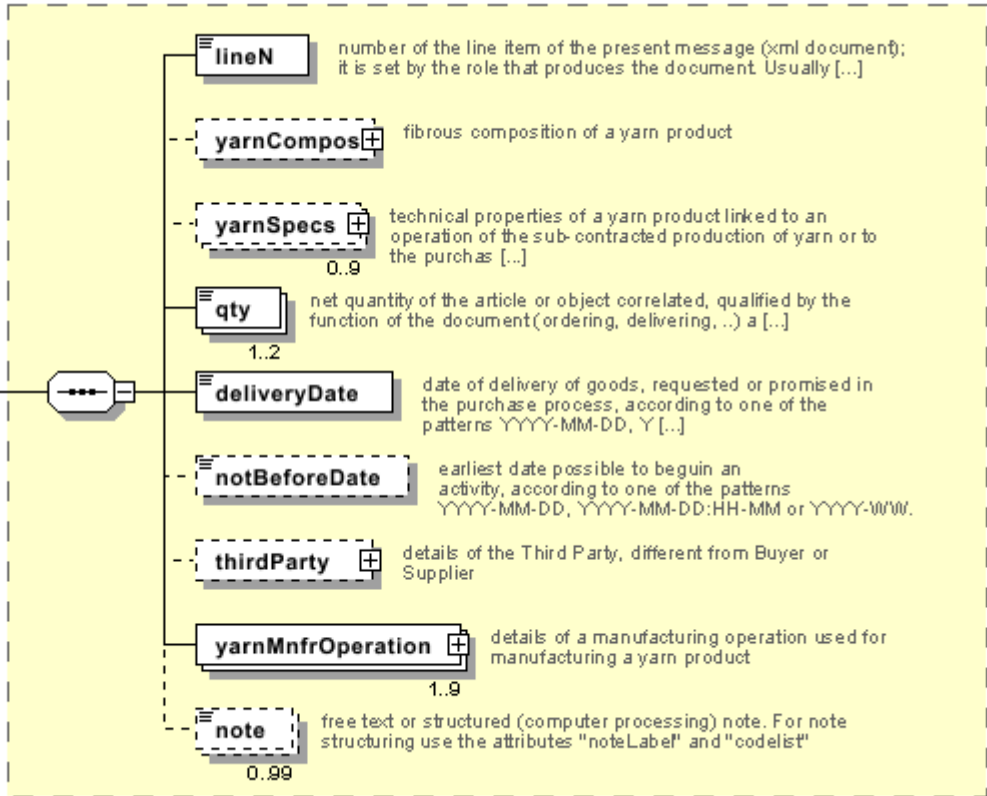 lineN
number of the line item of the present message (xml document);
it is set by the role that produces the document. Usually [...]
yarnCompos
fibrous composition of a yarn product
yarnSpecs
technical properties of a yarn product linked to an
operation of the sub-contracted production of yarn or to
the purchas [...]
0..9
qty
net quantity of the article or object correlated, qualified by the
function of the document (ordering, delivering, ..) a [...]
1..2
deliveryDate
date of delivery of goods, requested or promised in
the purchase process, according to one of the
patterns YYYY-MM-DD, Y [...]
notBeforeDate
earliest date possible to beguin an
activity, according to one of the patterns
YYYY-MM-DD, YYYY-MM-DD:HH-MM or YYYY-WW.
thirdParty
details of the Third Party, different from Buyer or
Supplier
yarnMnfrOperation
details of a manufacturing operation used for
manufacturing a yarn product
1..9
note
free text or structured (computer processing) note. For note
structuring use the attributes "noteLabel" and "codelist"
0..99